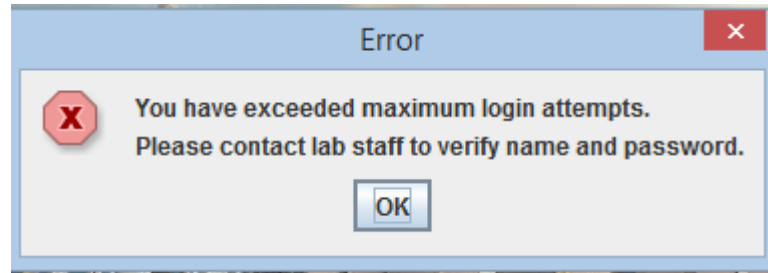 Error
You have exceeded maximum login attempts.
Please contact lab staff to verify name and password.
OK